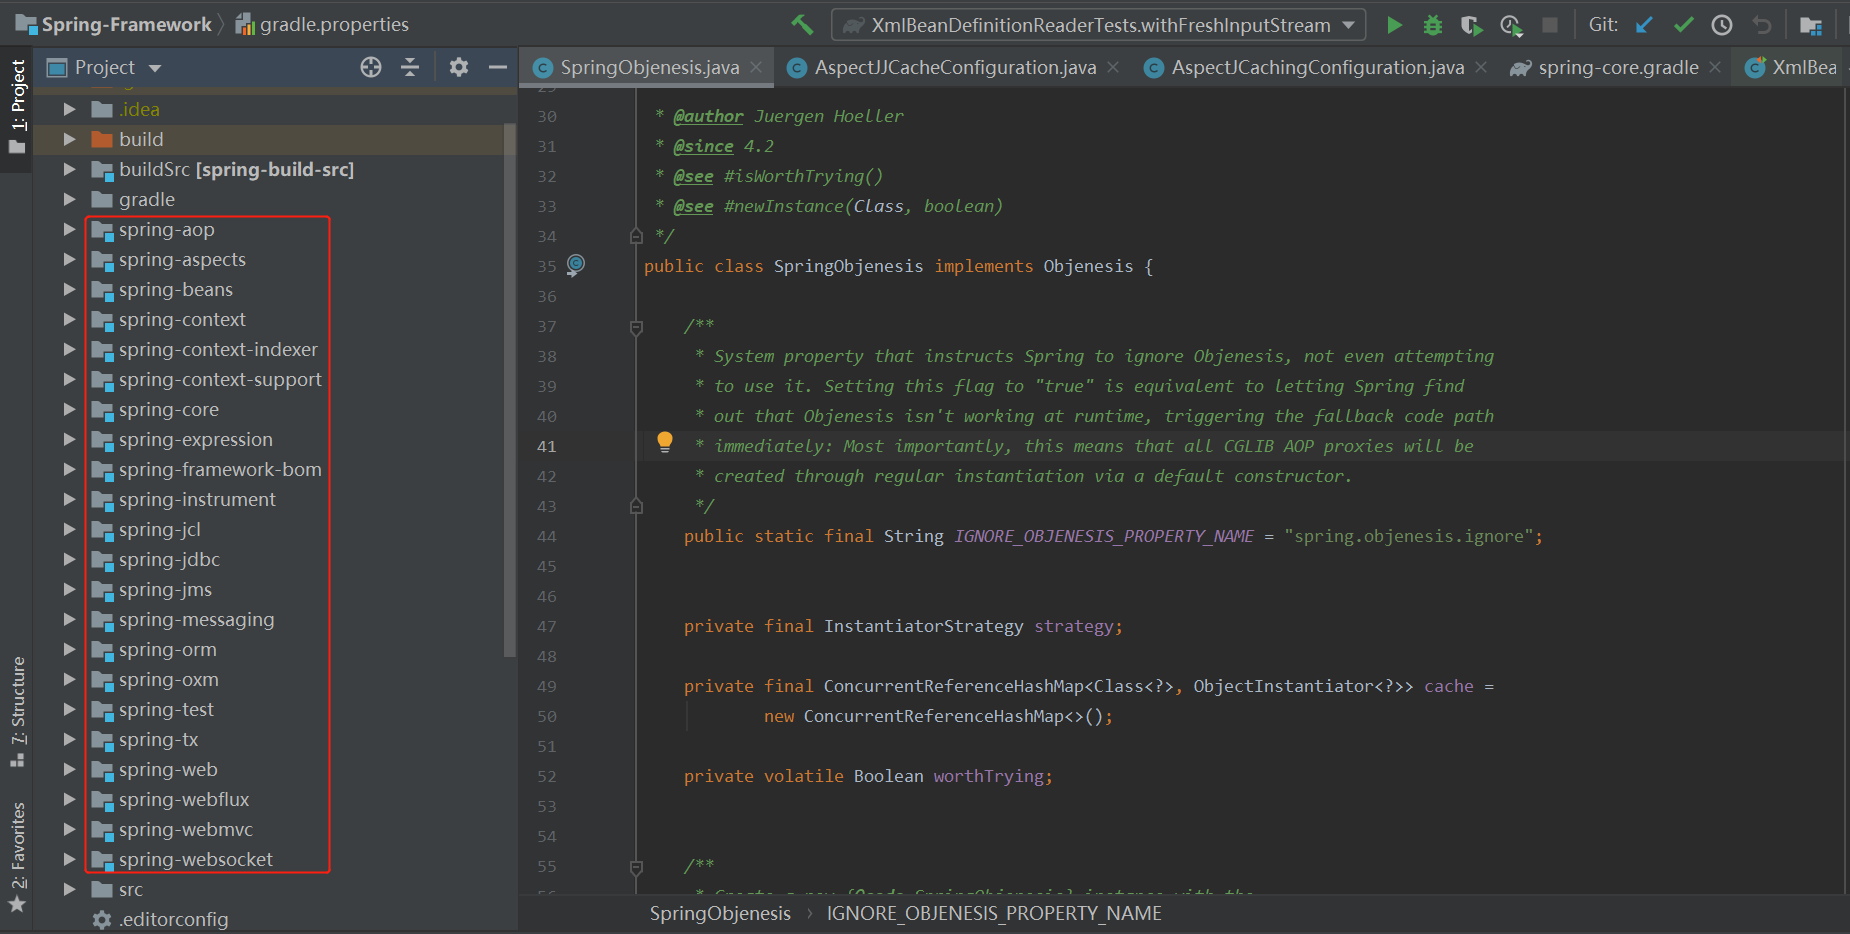 Spring-Framework
gradle.properties
XmlBeanDefinitionReaderTests.withFreshInputStream
Git:
1: Project
7: Structure
2: Favorites
Project
.idea
build
buildSrc [spring-build-src]
gradle
spring-aop
spring-aspects
spring-beans
spring-context
spring-context-indexer
spring-context-support
spring-core
spring-expression
spring-framework-bom
spring-instrument
spring-jcl
spring-jdbc
spring-jms
spring-messaging
spring-orm
spring-oxm
spring-test
spring-tx
spring-web
spring-webflux
spring-webmvc
spring-websocket
src
.editorconfig
SpringObjenesis.java
AspectJJCacheConfiguration.java
AspectJCachingConfiguration.java
spring-core.gradle
XmlBea
29
30 * @author Juergen Hoeller
31 * @since 4.2
32 * @see #isWorthTrying()
33 * @see #newInstance(Class, boolean)
34 */
35 public class SpringObjenesis implements Objenesis {
36
37 /**
38 * System property that instructs Spring to ignore Objenesis, not even attempting
39 * to use it. Setting this flag to "true" is equivalent to letting Spring find
40 * out that Objenesis isn't working at runtime, triggering the fallback code path
41 * immediately: Most importantly, this means that all CGLIB AOP proxies will be
42 * created through regular instantiation via a default constructor.
43 */
44 public static final String IGNORE_OBJENESIS_PROPERTY_NAME = "spring.objenesis.ignore";
45
46
47 private final InstantiatorStrategy strategy;
48
49 private final ConcurrentReferenceHashMap<Class<?>, ObjectInstantiator<?>> cache =
50 new ConcurrentReferenceHashMap<>();
51
52 private volatile Boolean worthTrying;
53
54
55 /**
56 * Create a new {@code SpringObjenesis} instance with the
SpringObjenesis › IGNORE_OBJENESIS_PROPERTY_NAME